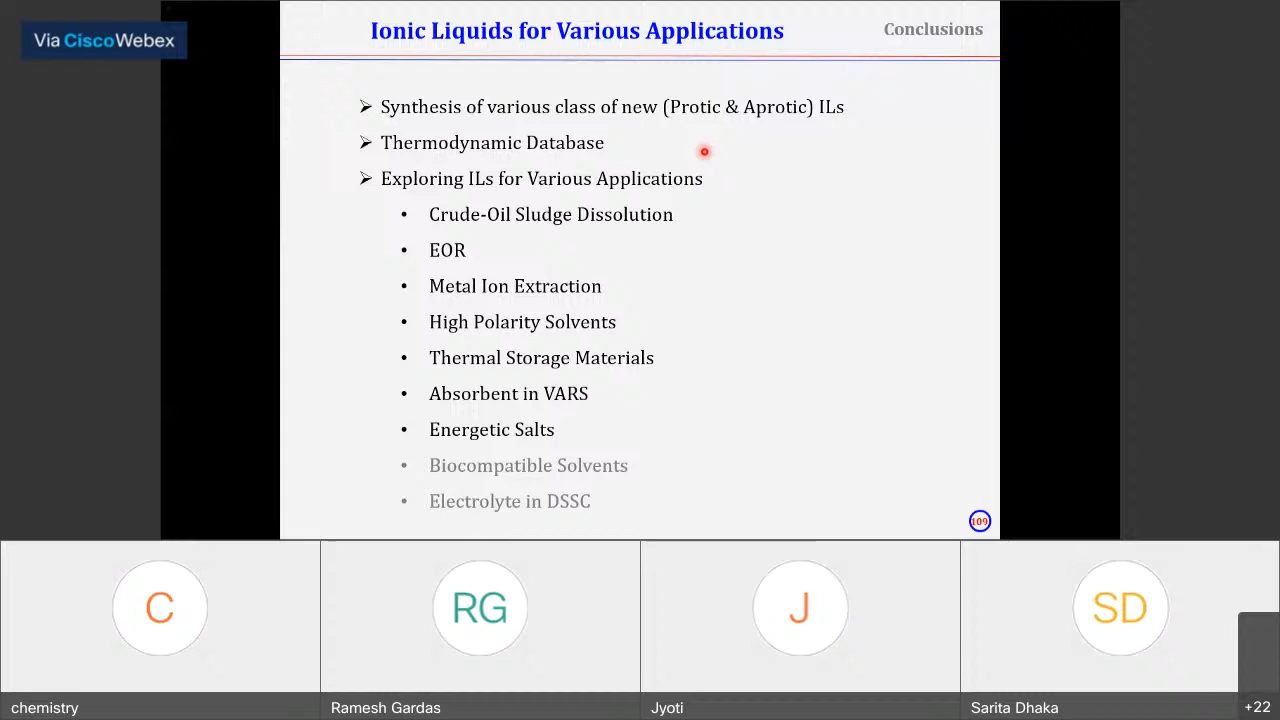 Via Cisco Webex
Ionic Liquids for Various Applications
Conclusions
➢ Synthesis of various class of new (Protic & Aprotic) ILs
➢ Thermodynamic Database
➢ Exploring ILs for Various Applications
• Crude-Oil Sludge Dissolution
• EOR
• Metal Ion Extraction
• High Polarity Solvents
• Thermal Storage Materials
• Absorbent in VARS
• Energetic Salts
• Biocompatible Solvents
• Electrolyte in DSSC
109
C
RG
J
SD
chemistry
Ramesh Gardas
Jyoti
Sarita Dhaka
+22